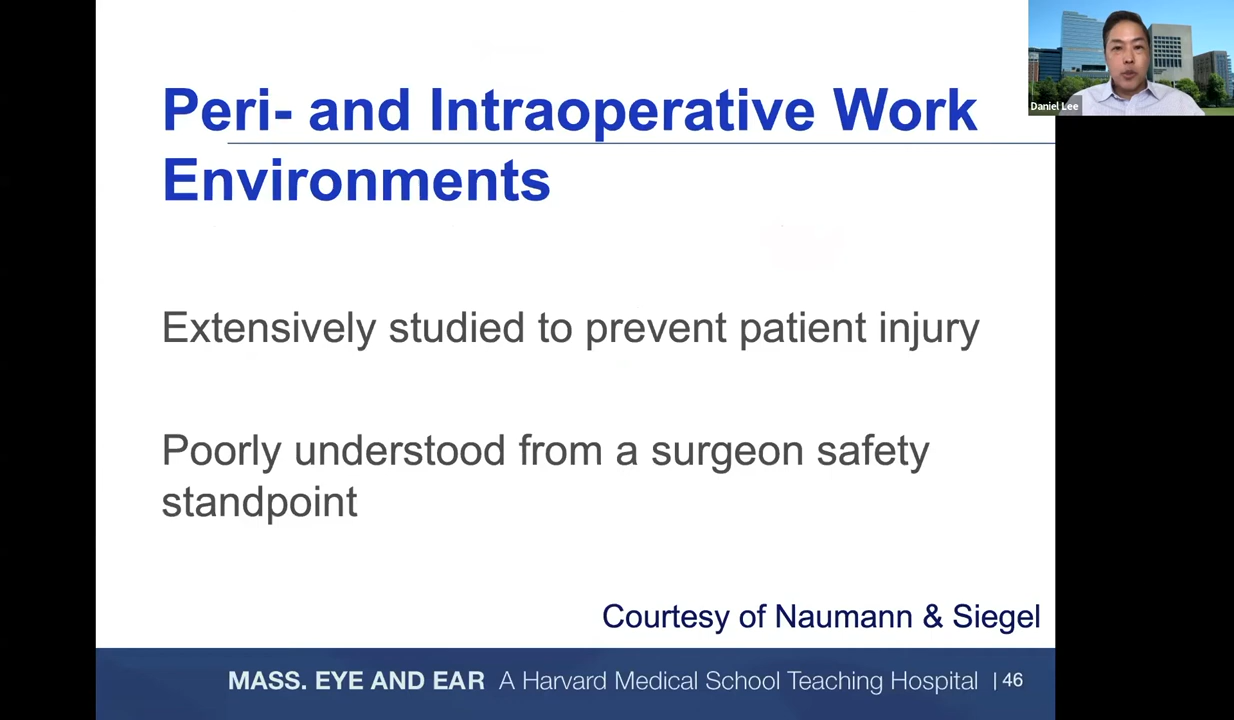 Peri- and Intraoperative Work
Environments
Extensively studied to prevent patient injury
Poorly understood from a surgeon safety
standpoint
Courtesy of Naumann & Siegel
MASS. EYE AND EAR A Harvard Medical School Teaching Hospital | 46
Daniel Lee